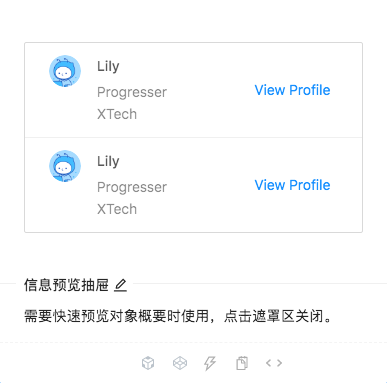 Lily
Progresser
XTech
View Profile
Lily
Progresser
XTech
View Profile
信息预览抽屉
需要快速预览对象概要时使用，点击遮罩区关闭。